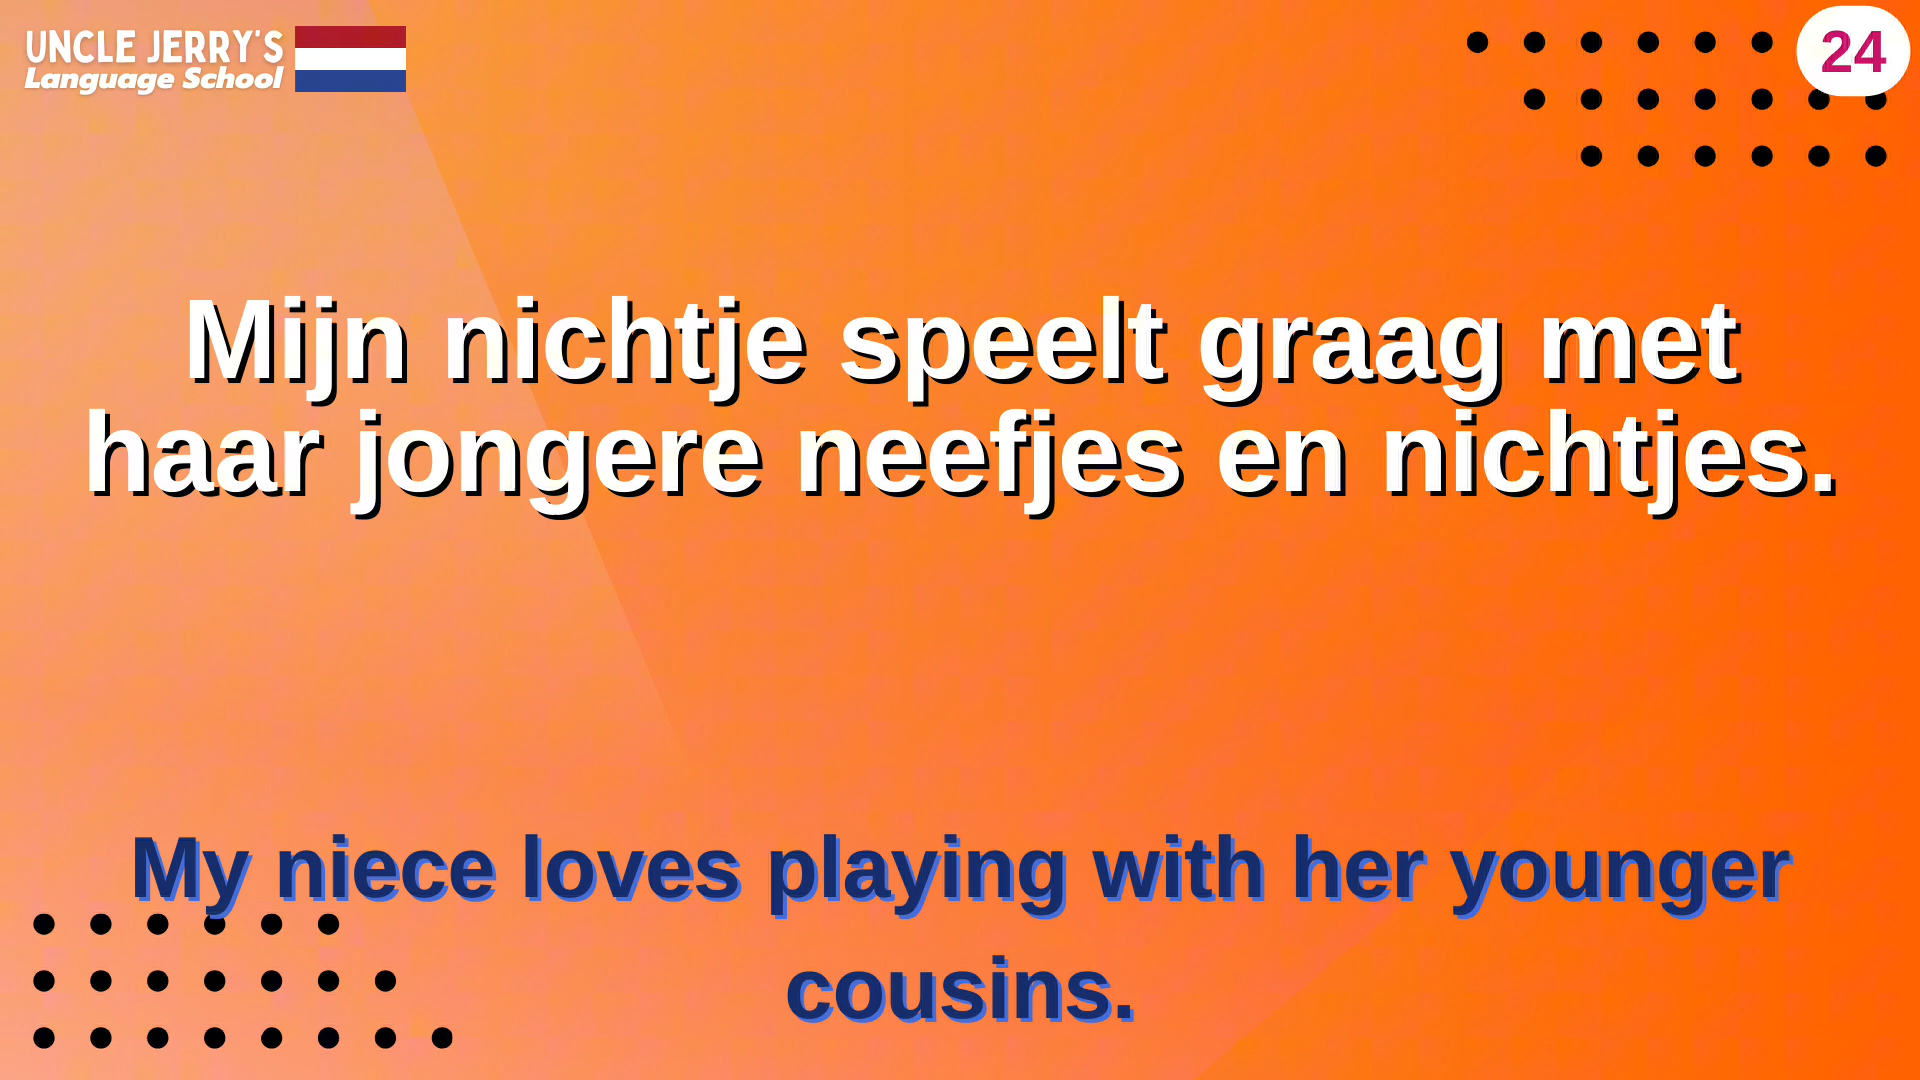 UNCLE JERRY'S
Language School
24
Mijn nichtje speelt graag met
haar jongere neefjes en nichtjes.
My niece loves playing with her younger
cousins.